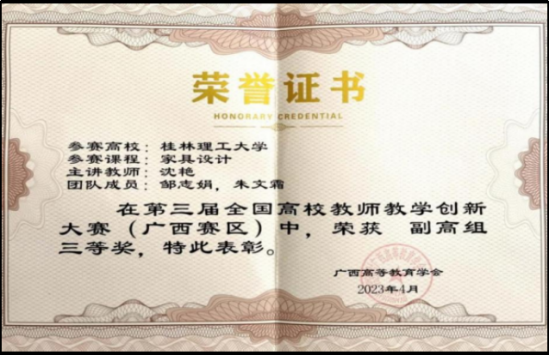 荣誉证书
HONORARY CREDENTIAL
参赛高校：桂林理工大学
参赛课程：家具设计
主讲教师：沈艳
团队成员：邹志娟，朱文霜
在第三届全国高校教师教学创新
大赛（广西赛区）中，荣获 副高组
三等奖，特此表彰。
广西高等教育学会
2023年4月